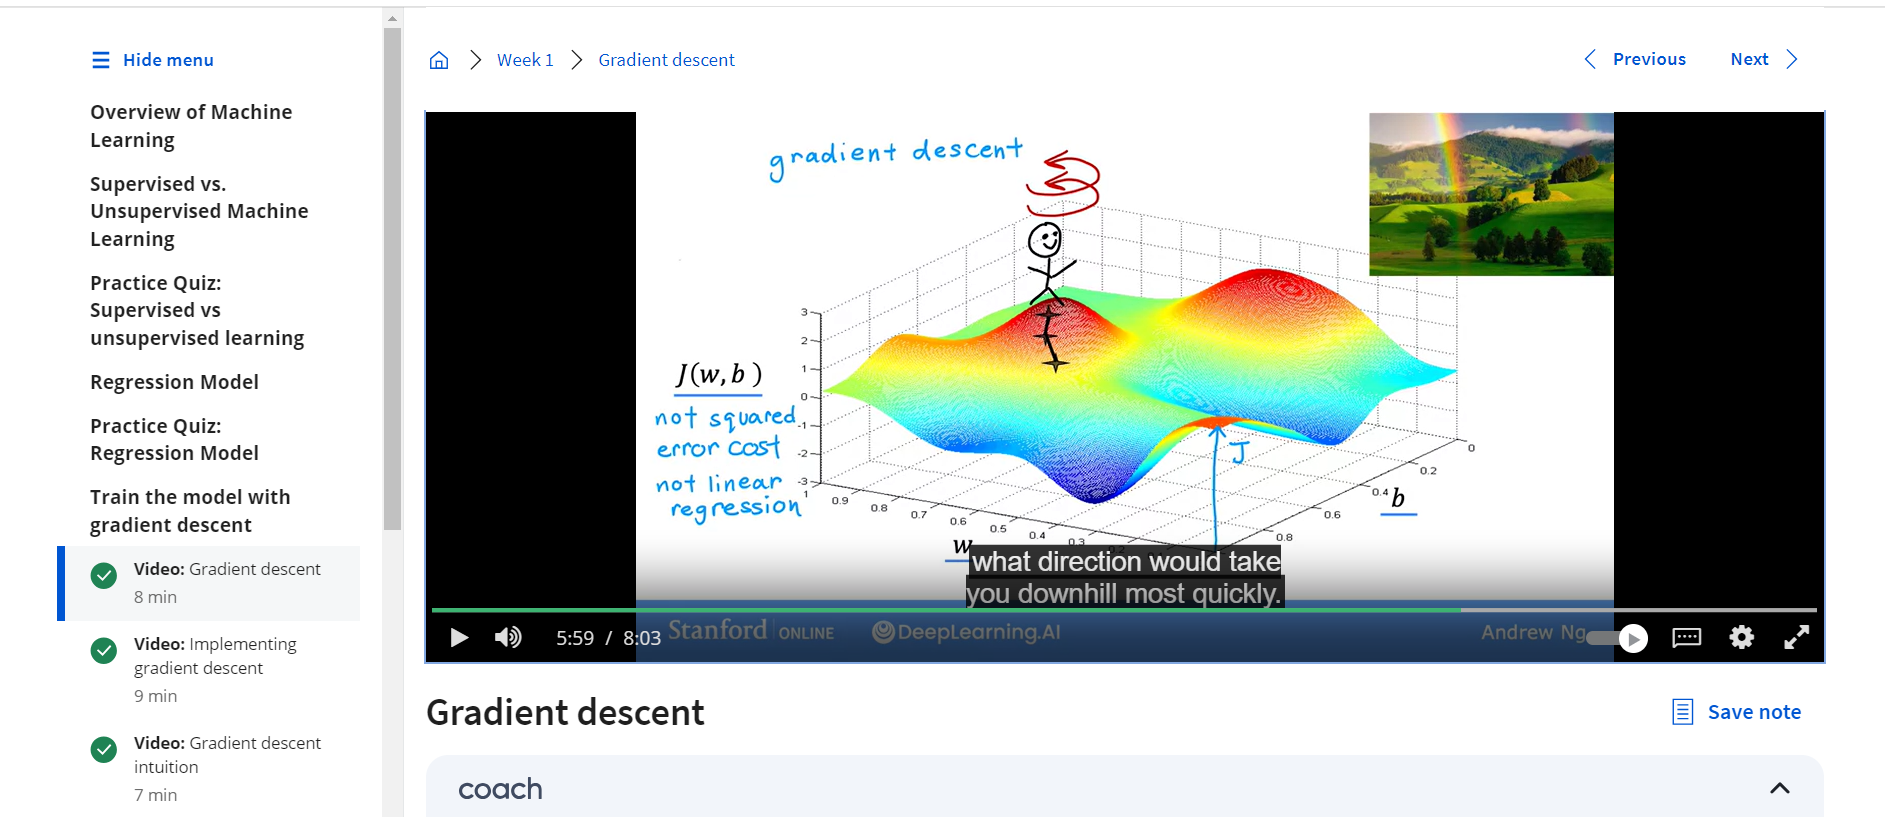 Hide menu
Overview of Machine
Learning
Supervised vs.
Unsupervised Machine
Learning
Practice Quiz:
Supervised vs
unsupervised learning
Regression Model
Practice Quiz:
Regression Model
Train the model with
gradient descent
Video: Gradient descent
8 min
Video: Implementing
gradient descent
9 min
Video: Gradient descent
intuition
7 min
Week 1
Gradient descent
Previous
Next
gradient descent
J(w, b )
not squared
error cost
not linear
regression
3
2
1
0
-1
-2
-3
1
0.9
0.8
0.7
0.6
0.5
0.4
0.3
0.2
w
J
0
0.2
0.4
b
0.6
0.8
what direction would take
you downhill most quickly.
5:59 / 8:03
Stanford ONLINE
DeepLearning.AI
Andrew Ng
Gradient descent
Save note
coach